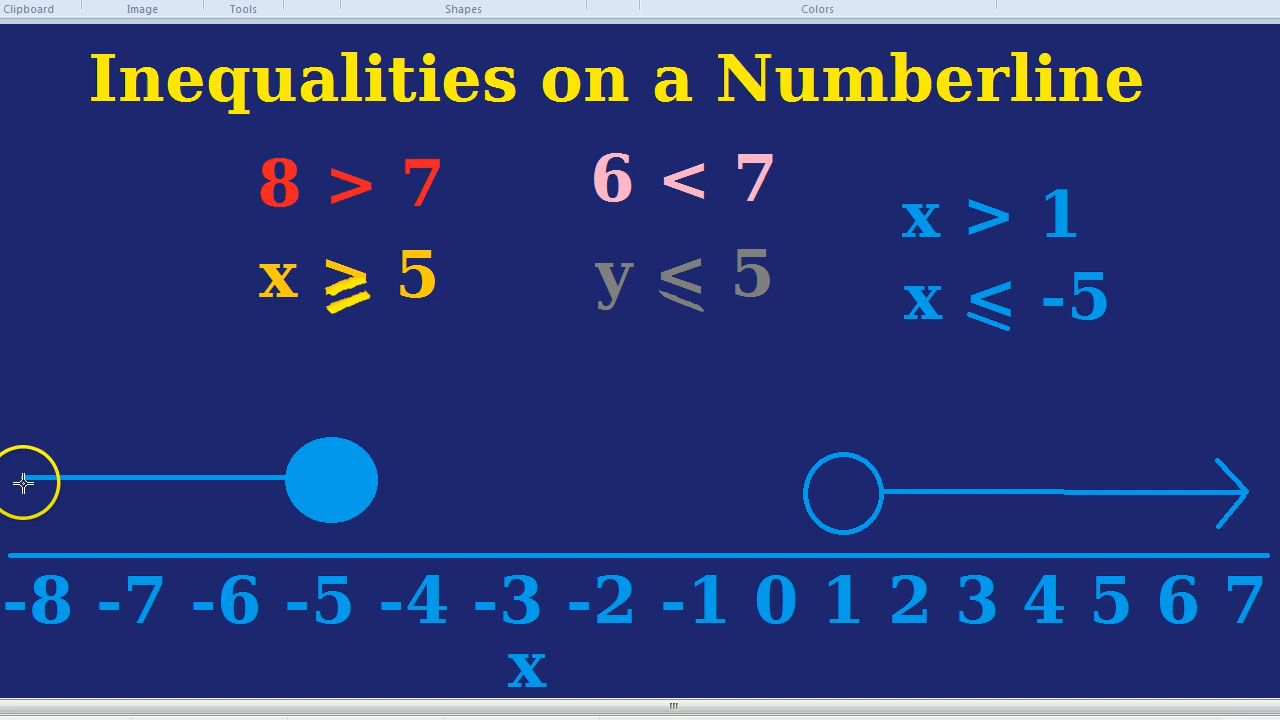 Clipboard Image Tools Shapes Colors
Inequalities on a Numberline
8 > 7 6 < 7
x > 1
x ⩾ 5 y ⩽ 5
x ⩽ -5
-8 -7 -6 -5 -4 -3 -2 -1 0 1 2 3 4 5 6 7
x